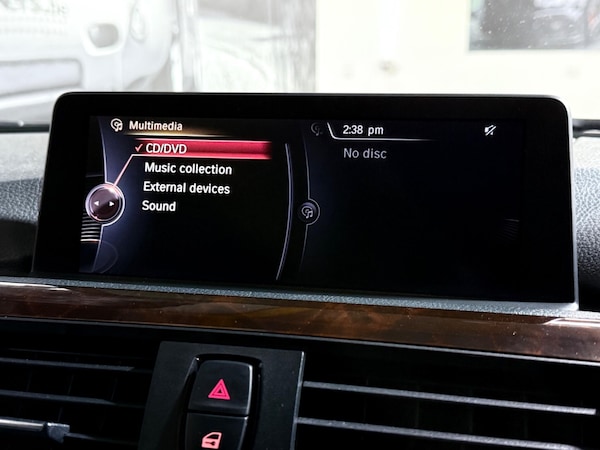 Multimedia
CD/DVD
Music collection
External devices
Sound
2:38 pm
No disc